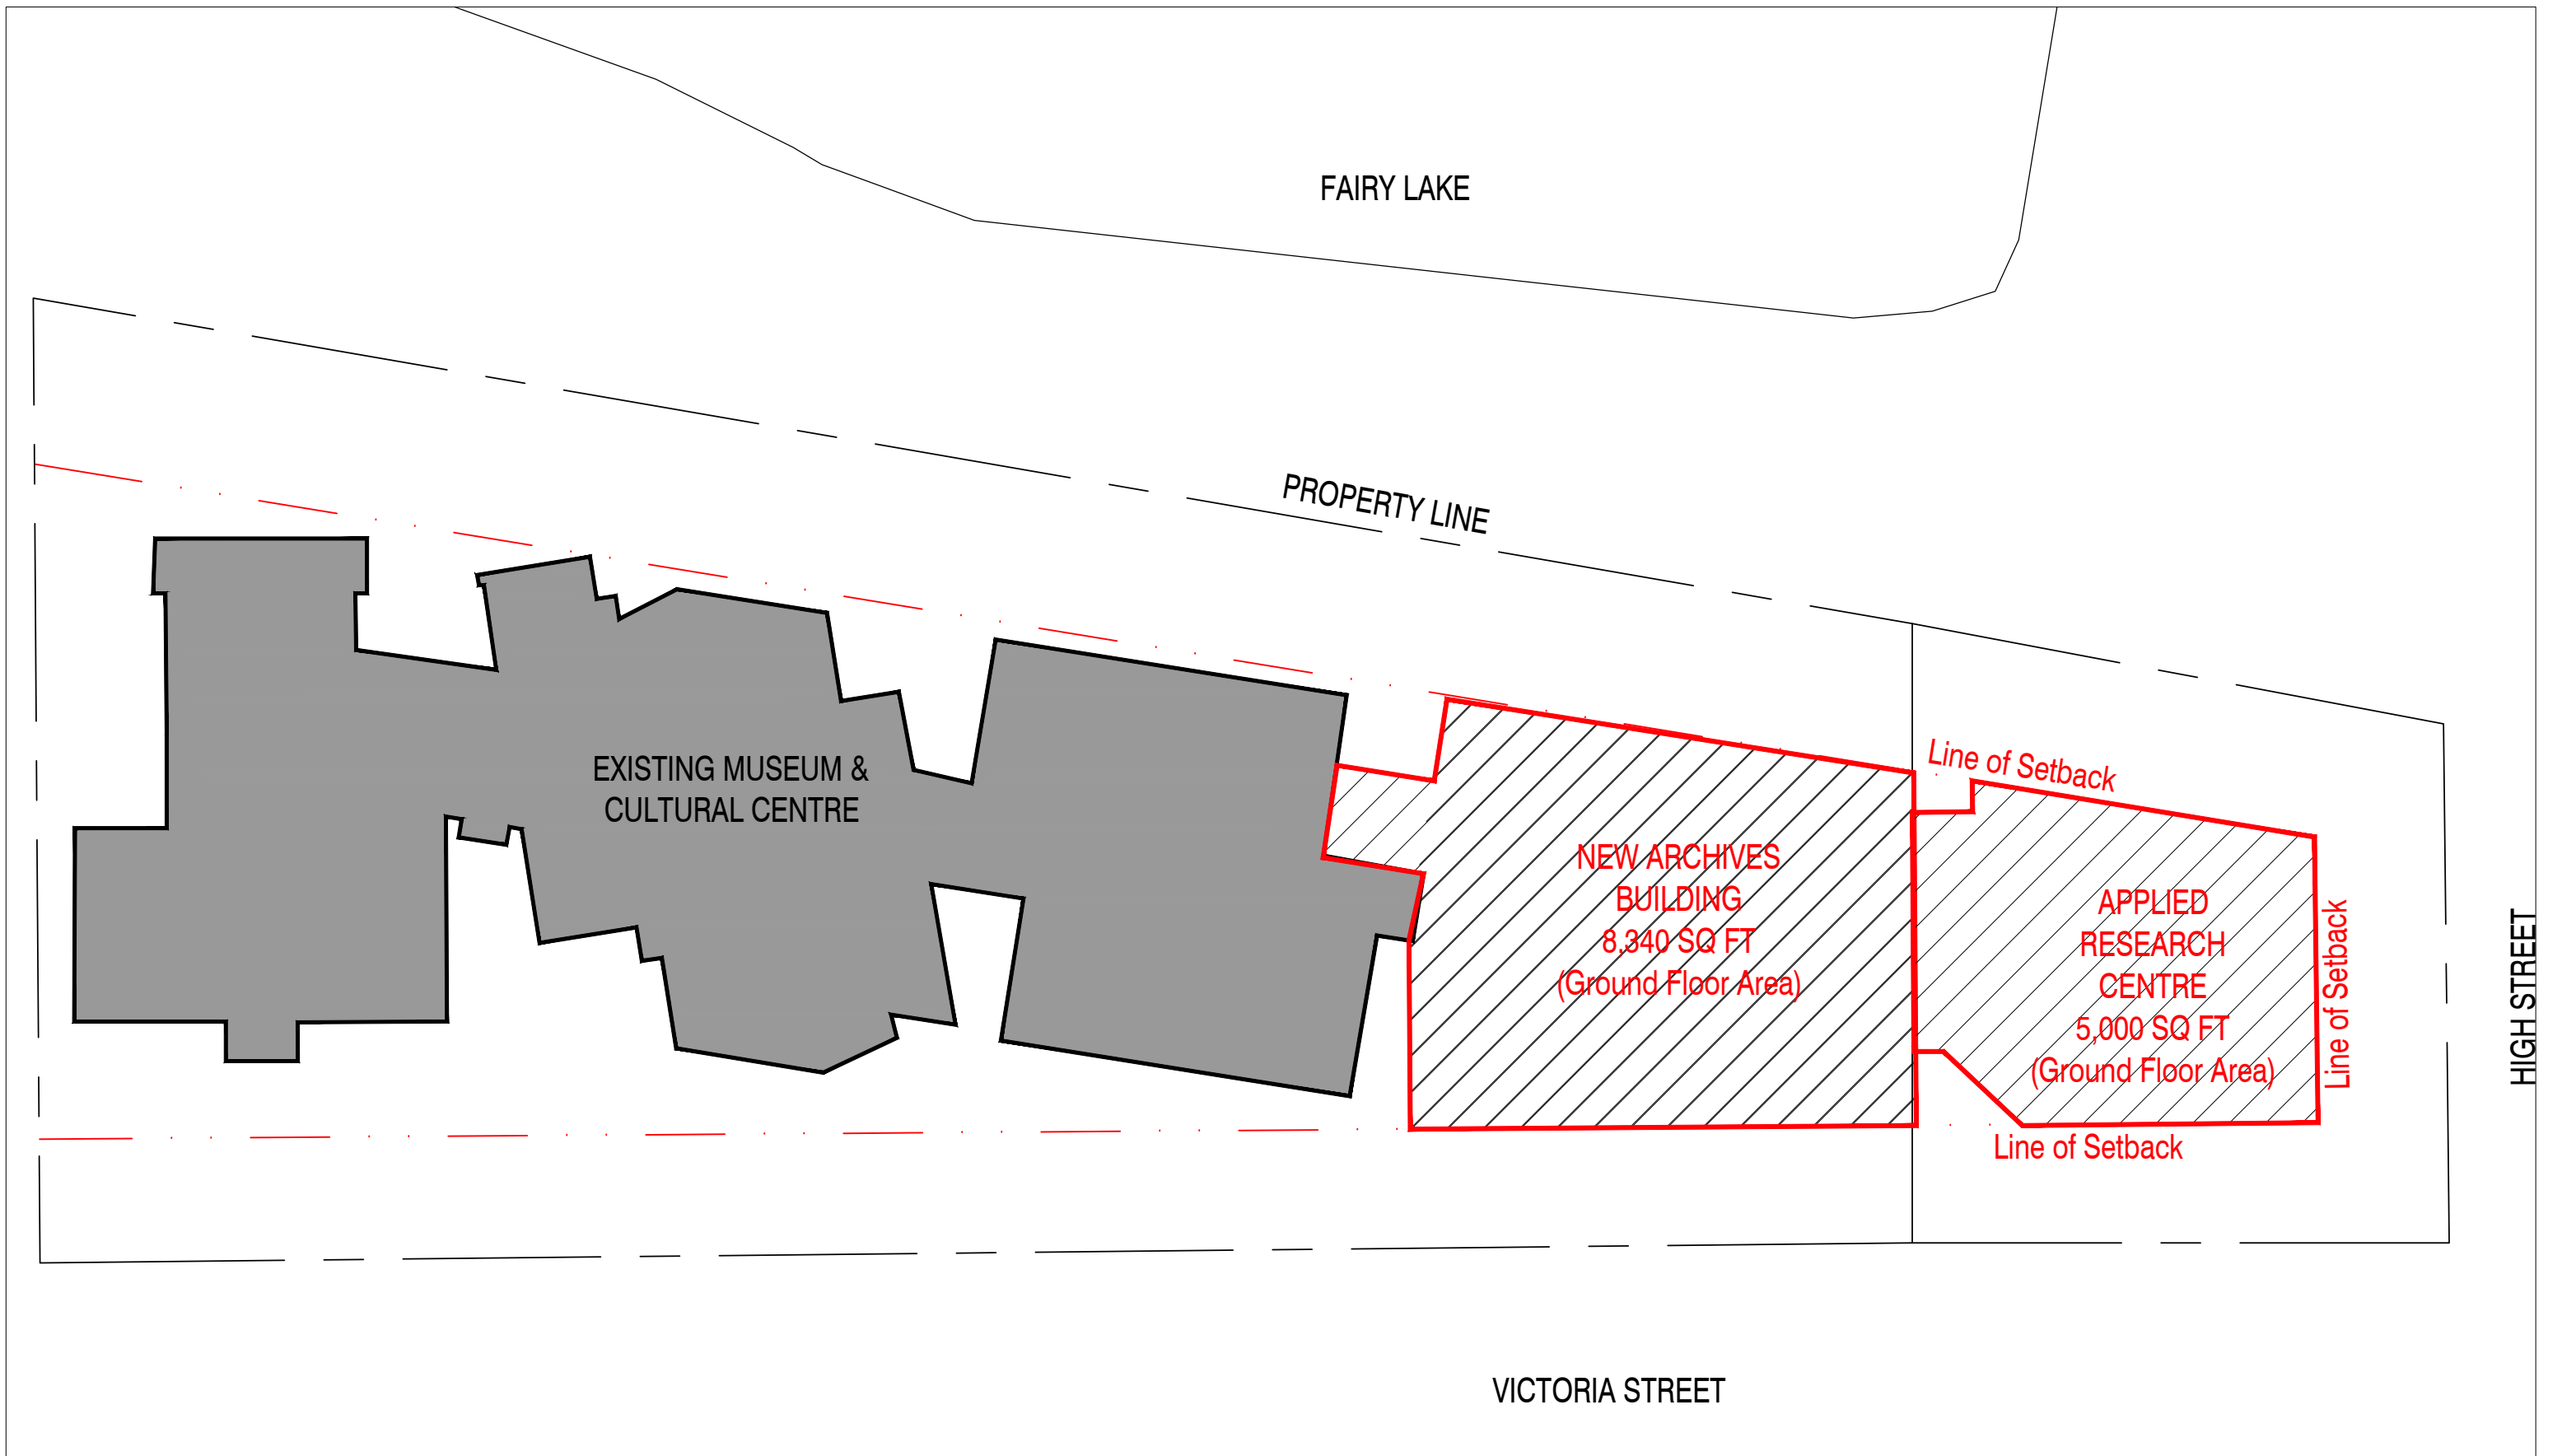 FAIRY LAKE
PROPERTY LINE
EXISTING MUSEUM &
CULTURAL CENTRE
Line of Setback
NEW ARCHIVES
BUILDING
8,340 SQ FT
(Ground Floor Area)
APPLIED
RESEARCH
CENTRE
5,000 SQ FT
(Ground Floor Area)
Line of Setback
HIGH STREET
Line of Setback
VICTORIA STREET